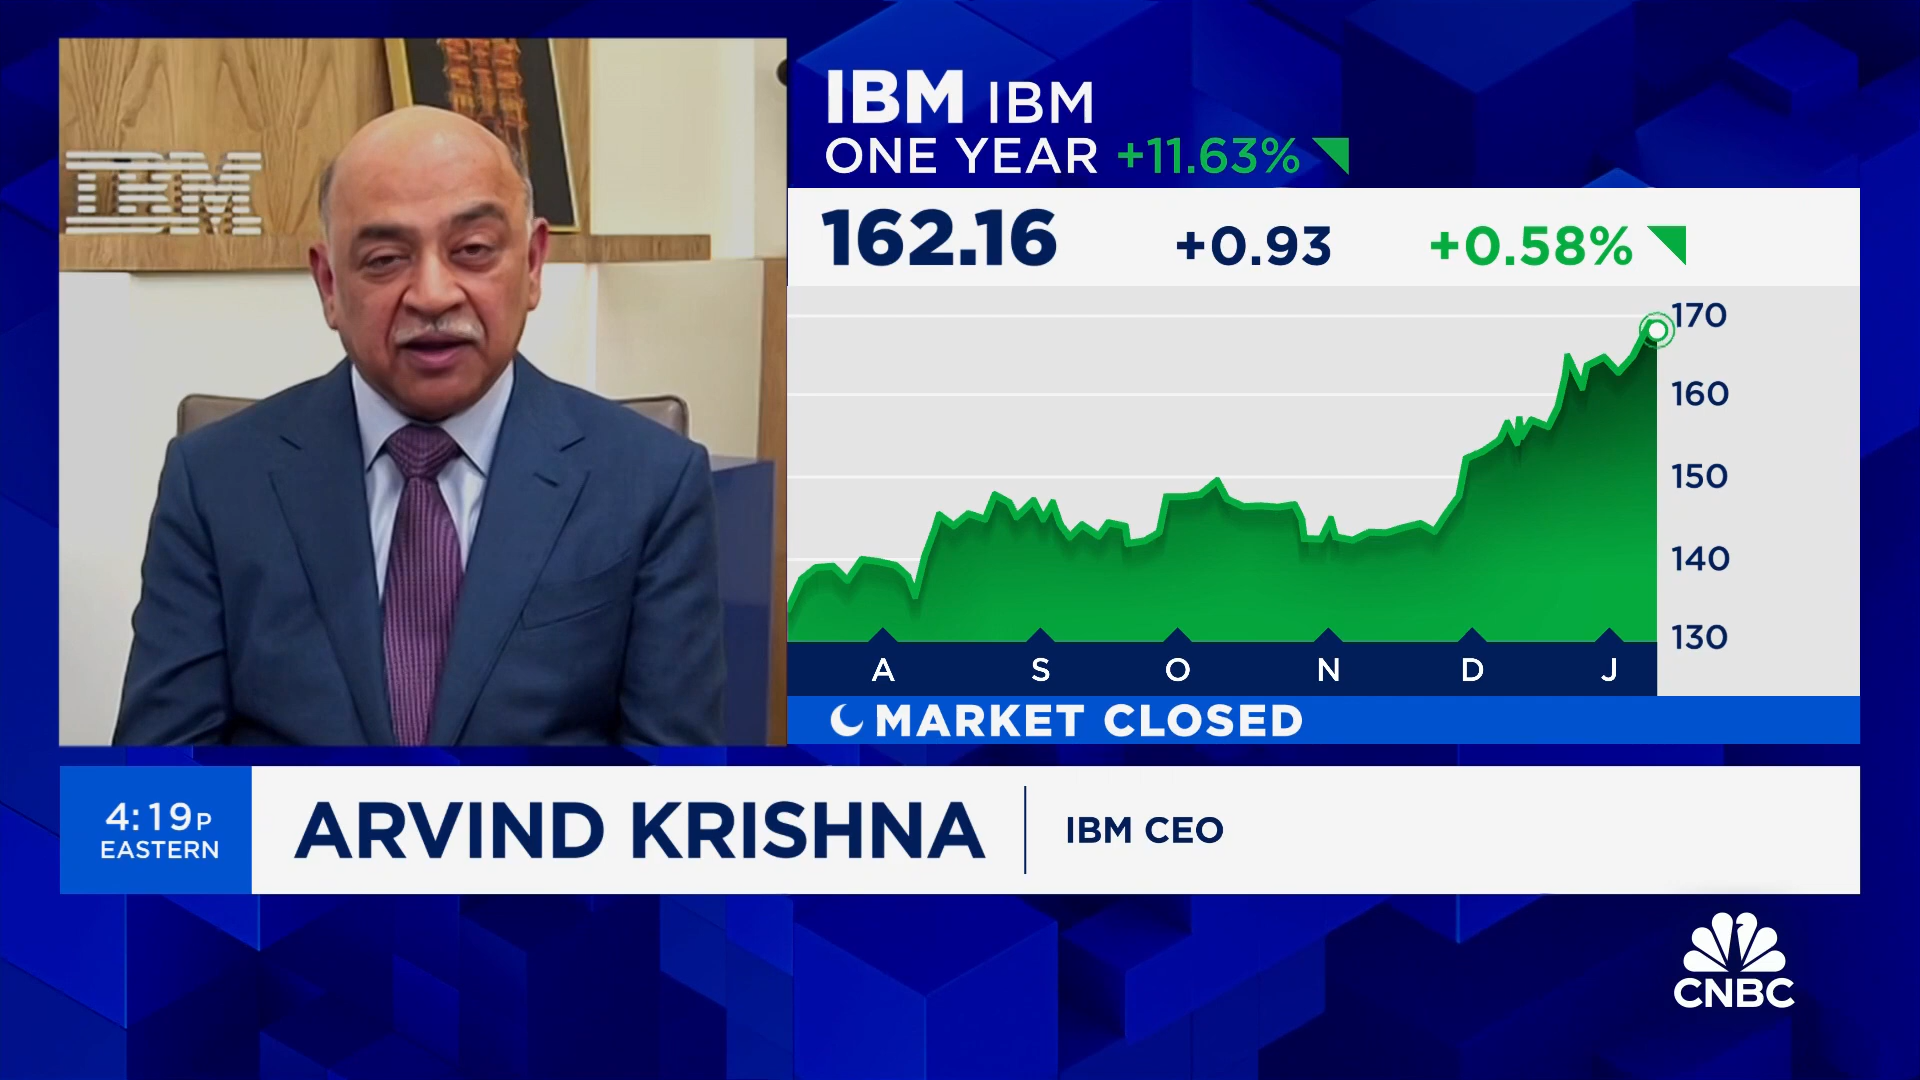 IBM
IBM IBM
ONE YEAR +11.63%
162.16 +0.93 +0.58%
170
160
150
140
130
A S O N D J
MARKET CLOSED
4:19P
EASTERN
ARVIND KRISHNA
IBM CEO
CNBC